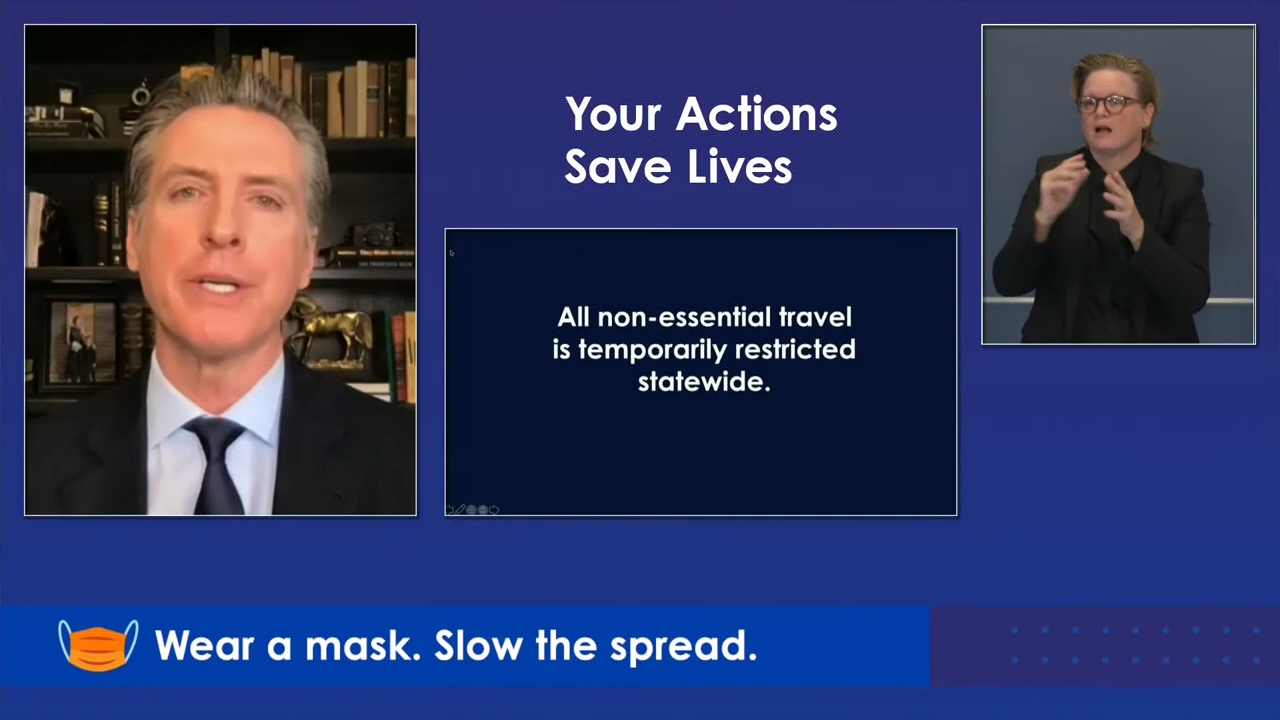 Your Actions
Save Lives
All non-essential travel
is temporarily restricted
statewide.
Wear a mask. Slow the spread.